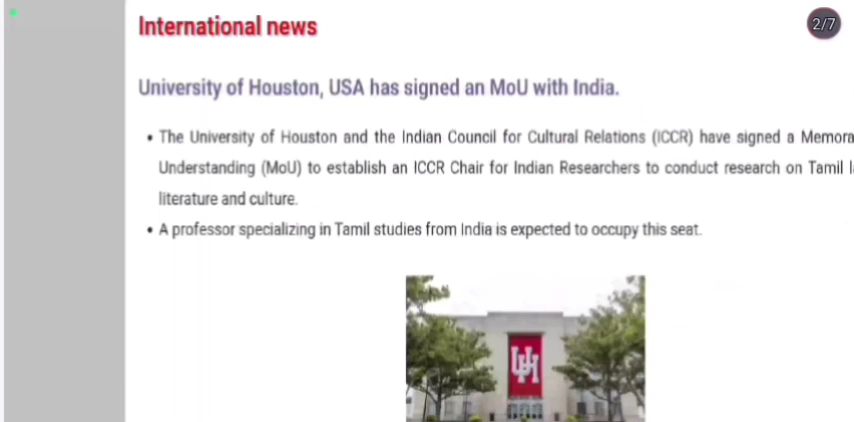 International news
2/7
University of Houston, USA has signed an MoU with India.
• The University of Houston and the Indian Council for Cultural Relations (ICCR) have signed a Memora
Understanding (MoU) to establish an ICCR Chair for Indian Researchers to conduct research on Tamil l
literature and culture.
• A professor specializing in Tamil studies from India is expected to occupy this seat.
UH